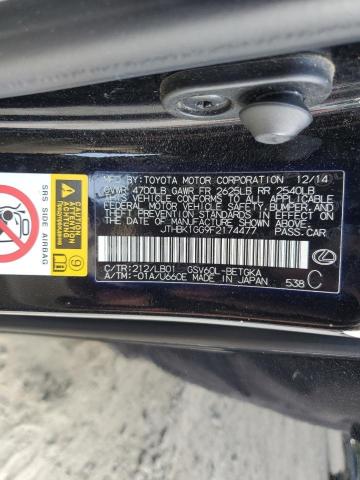 MFD. BY: TOYOTA MOTOR CORPORATION 12/14
GVWR: 4700LB GAWR FR 2625LB RR 2540LB
THIS VEHICLE CONFORMS TO ALL APPLICABLE
FEDERAL MOTOR VEHICLE SAFETY, BUMPER, AND
THEFT PREVENTION STANDARDS IN EFFECT ON
THE DATE OF MANUFACTURE SHOWN ABOVE.
JTHBK1GG9F2174477 PASS.CAR
C/TR: 212/LB01 GSV60L-BETGKA
A/TM: -01A/U660E MADE IN JAPAN 538 C
LEXUS
SRS SIDE AIRBAG
9